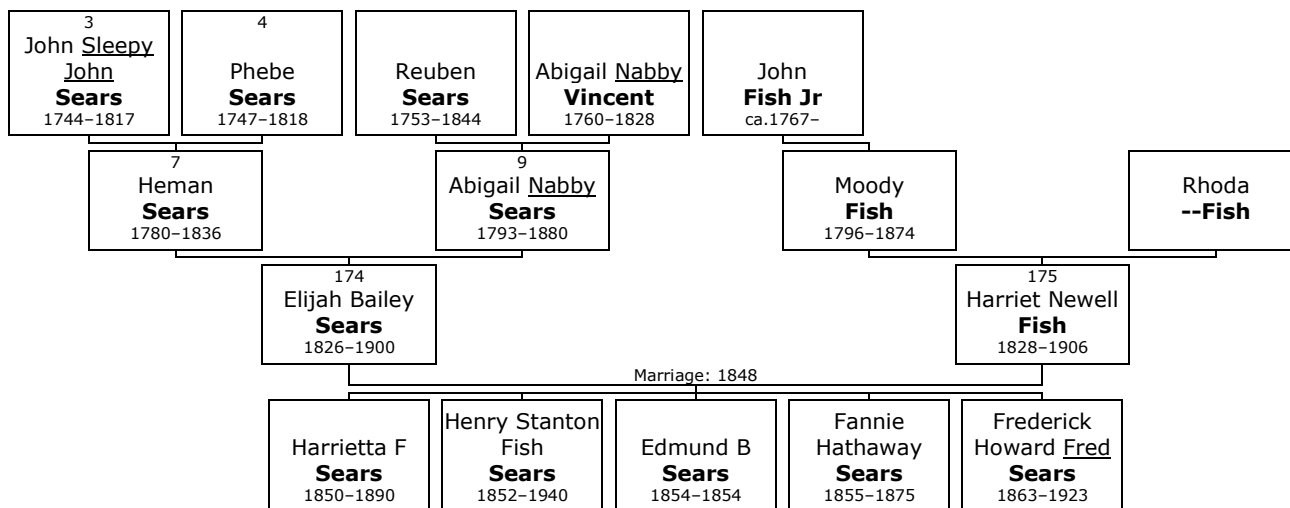 3
John Sleepy
John
Sears
1744–1817
4
Phebe
Sears
1747–1818
Reuben
Sears
1753–1844
Abigail Nabby
Vincent
1760–1828
John
Fish Jr
ca.1767–
7
Heman
Sears
1780–1836
9
Abigail Nabby
Sears
1793–1880
Moody
Fish
1796–1874
Rhoda
--Fish
174
Elijah Bailey
Sears
1826–1900
175
Harriet Newell
Fish
1828–1906
Marriage: 1848
Harrietta F
Sears
1850–1890
Henry Stanton
Fish
Sears
1852–1940
Edmund B
Sears
1854–1854
Fannie
Hathaway
Sears
1855–1875
Frederick
Howard Fred
Sears
1863–1923